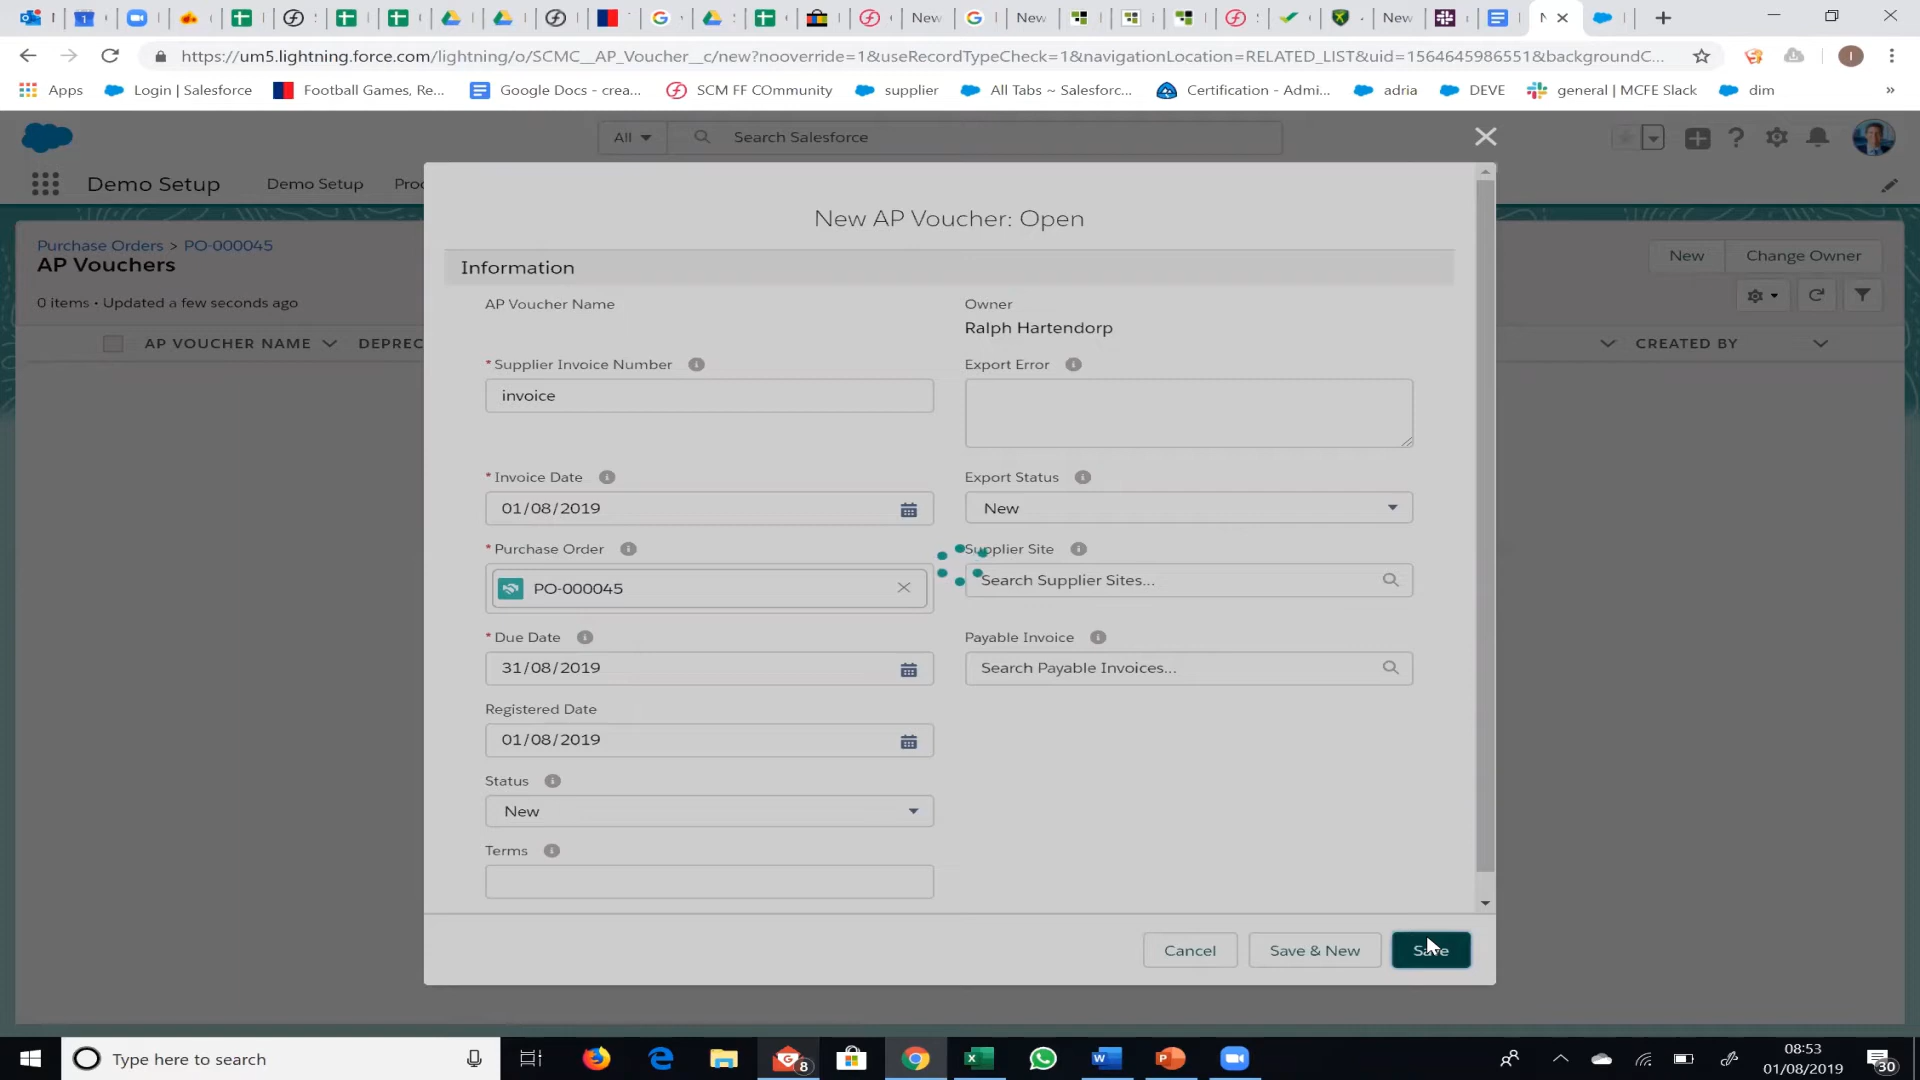 https://um5.lightning.force.com/lightning/o/SCMC__AP_Voucher__c/new?nooverride=1&useRecordTypeCheck=1&navigationLocation=RELATED_LIST&uid=1564645986551&backgroundC...
Apps Login | Salesforce Football Games, Re... Google Docs - crea... SCM FF COmmunity supplier All Tabs ~ Salesforc... Certification - Admi... adria DEVE general | MCFE Slack dim »
All Search Salesforce
Demo Setup Demo Setup Proc
New AP Voucher: Open
Purchase Orders > PO-000045
AP Vouchers
New Change Owner
0 items • Updated a few seconds ago
AP VOUCHER NAME DEPREC CREATED BY
Information
AP Voucher Name
Owner
Ralph Hartendorp
* Supplier Invoice Number
invoice
Export Error
* Invoice Date
01/08/2019
Export Status
New
* Purchase Order
PO-000045
Supplier Site
Search Supplier Sites...
* Due Date
31/08/2019
Payable Invoice
Search Payable Invoices...
Registered Date
01/08/2019
Status
New
Terms
Cancel Save & New Save
Type here to search
8
08:53
01/08/2019
30